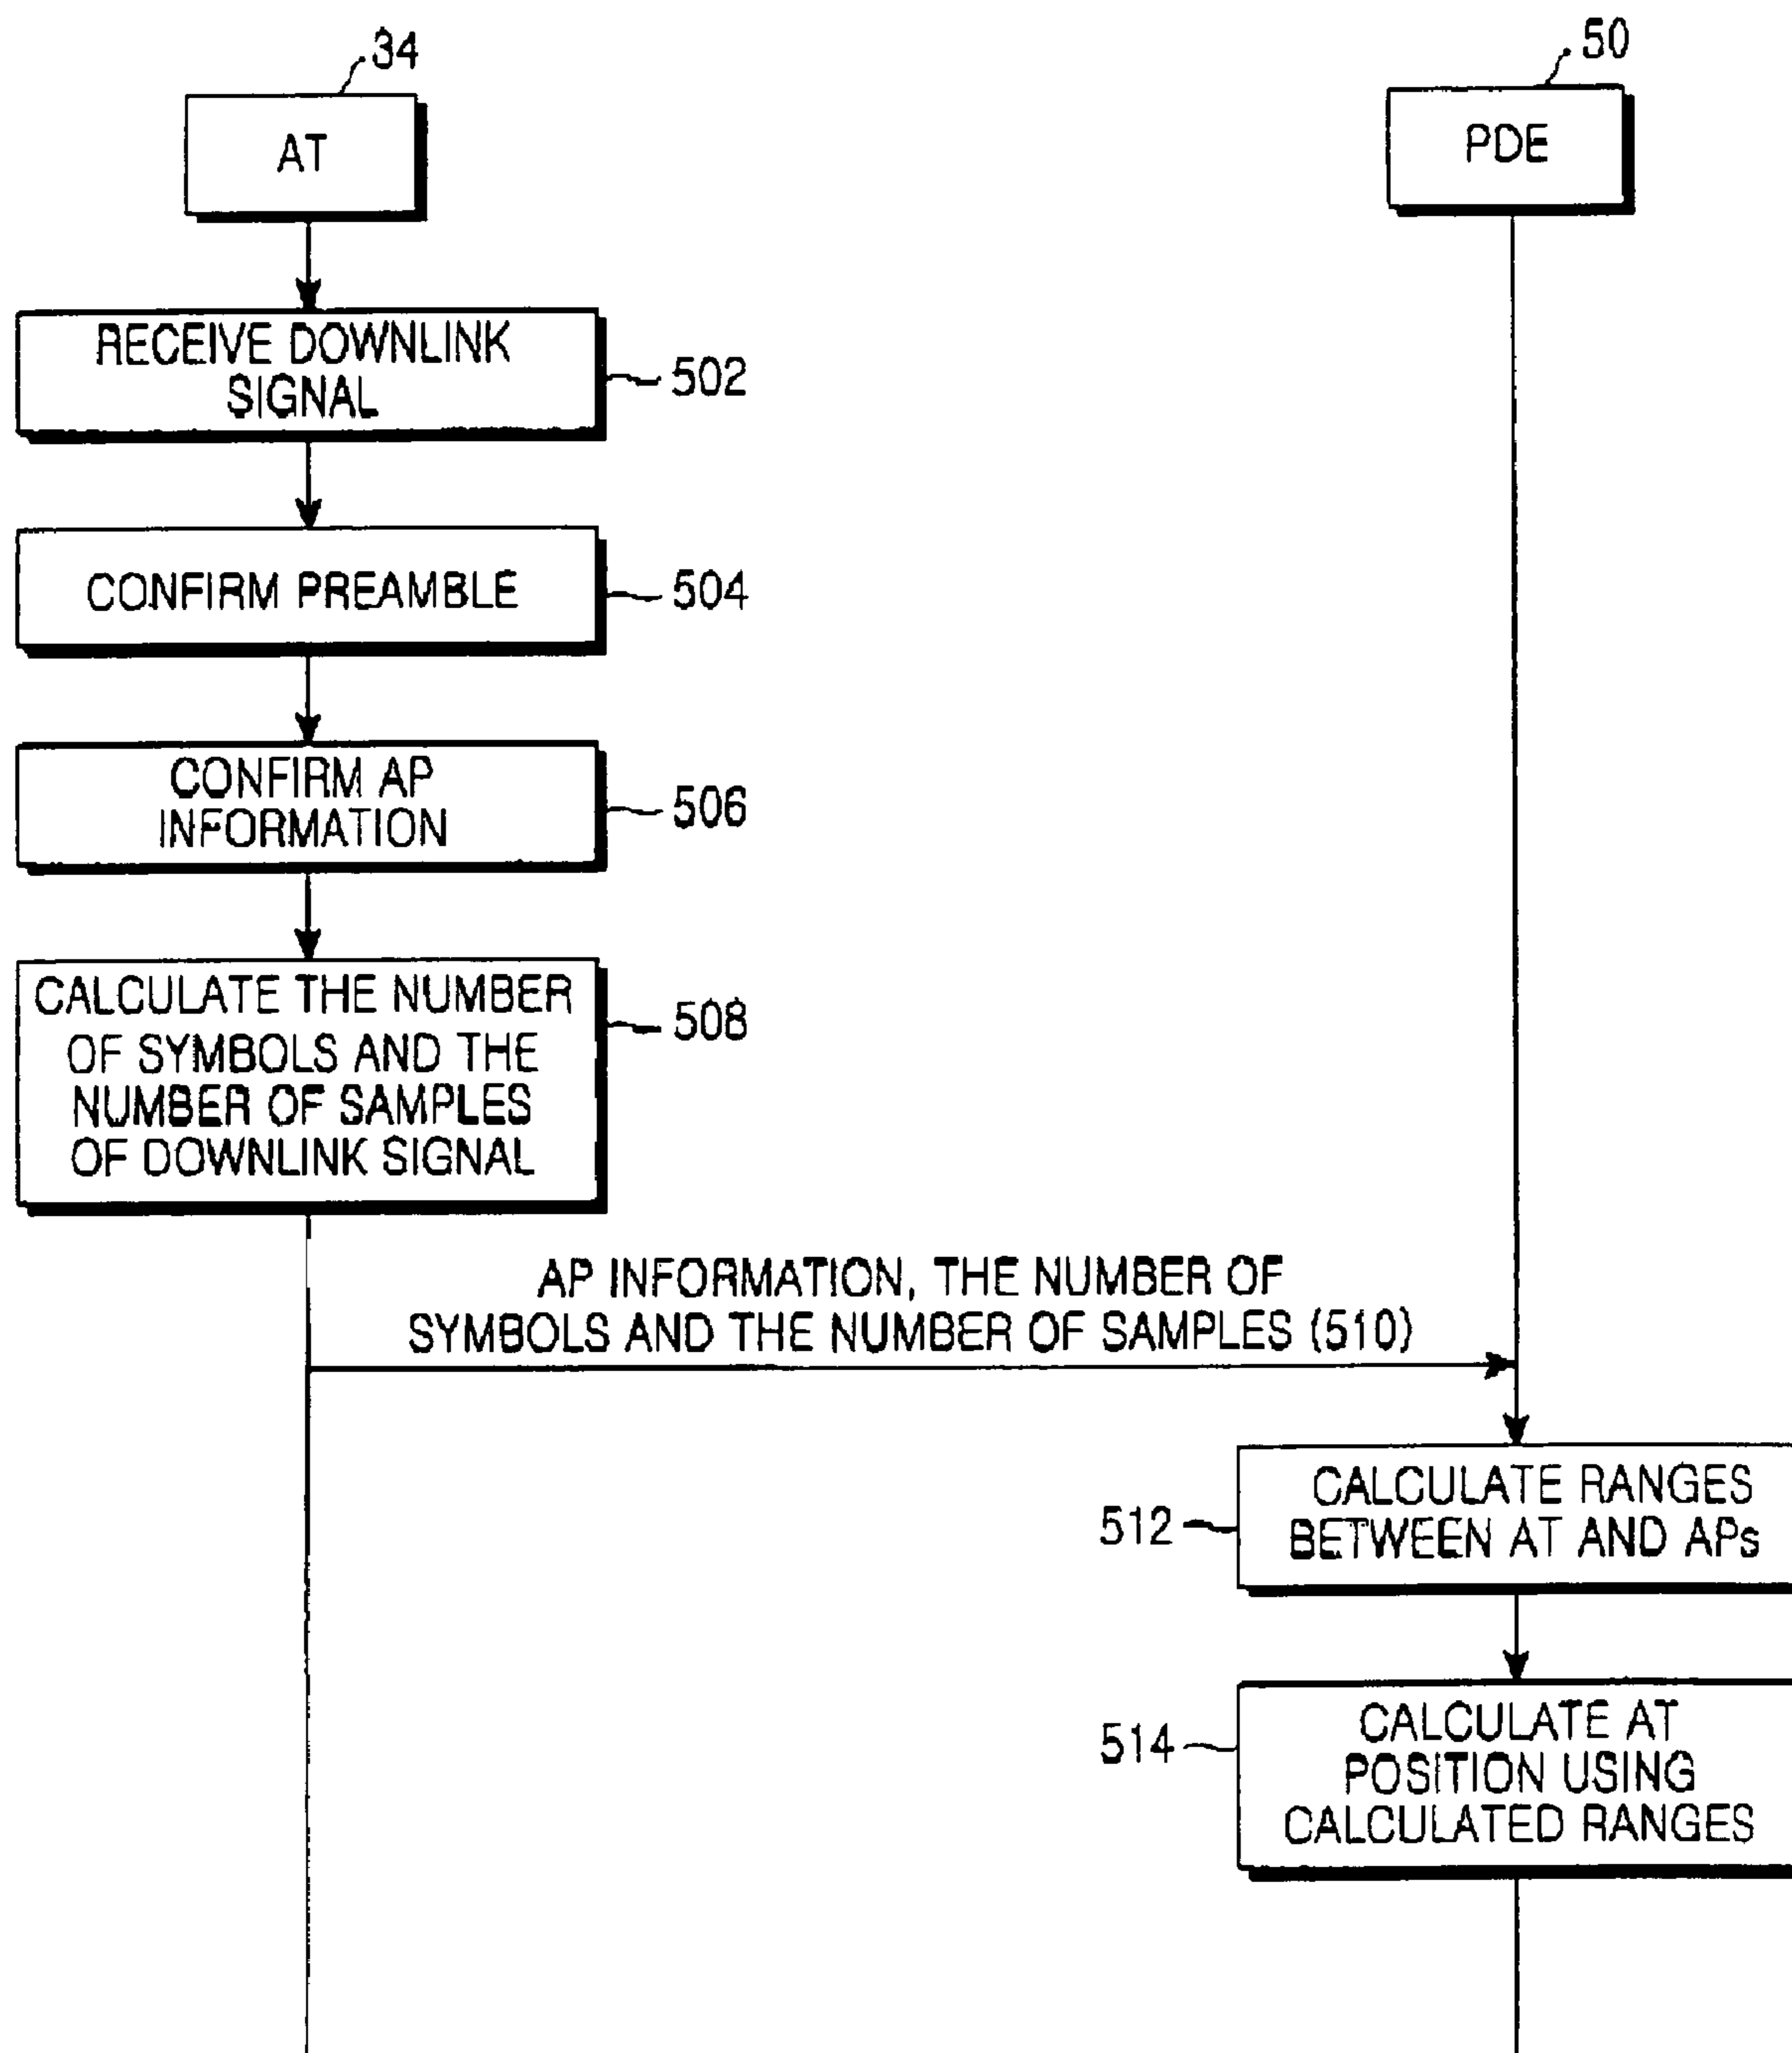 34
50
AT
PDE
RECEIVE DOWNLINK
SIGNAL
502
CONFIRM PREAMBLE
504
CONFIRM AP
INFORMATION
506
CALCULATE THE NUMBER
OF SYMBOLS AND THE
NUMBER OF SAMPLES
OF DOWNLINK SIGNAL
508
AP INFORMATION, THE NUMBER OF
SYMBOLS AND THE NUMBER OF SAMPLES (510)
CALCULATE RANGES
BETWEEN AT AND APs
512
CALCULATE AT
POSITION USING
CALCULATED RANGES
514